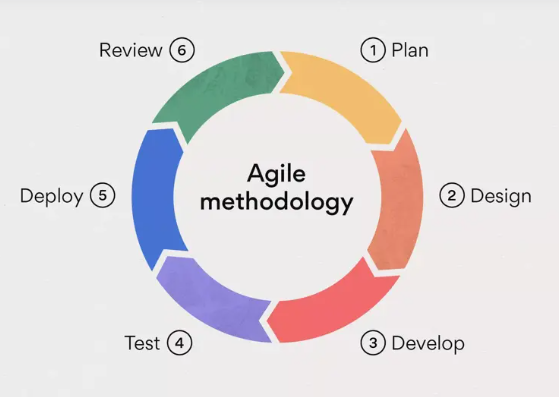 Agile
methodology
1 Plan
2 Design
3 Develop
Test 4
Deploy 5
Review 6